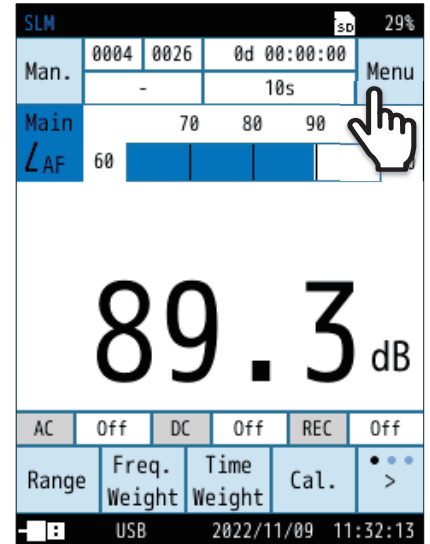 SLM SD 29%
Man. 0004 0026 0d 00:00:00 Menu
- 10s
Main 70 80 90
LAF 60
89.3 dB
AC Off DC Off REC Off
Range Freq. Weight Time Weight Cal. >
USB 2022/11/09 11:32:13